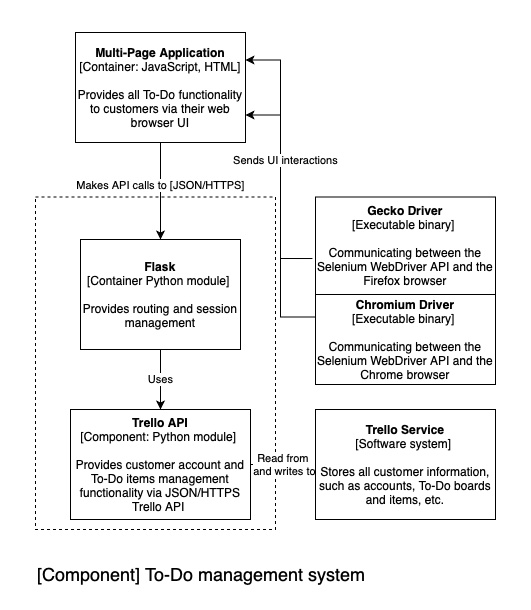 Multi-Page Application
[Container: JavaScript, HTML]
Provides all To-Do functionality
to customers via their web
browser UI
Sends UI interactions
Makes API calls to [JSON/HTTPS]
Gecko Driver
[Executable binary]
Communicating between the
Selenium WebDriver API and the
Firefox browser
Flask
[Container Python module]
Provides routing and session
management
Chromium Driver
[Executable binary]
Communicating between the
Selenium WebDriver API and the
Chrome browser
Uses
Trello API
[Component: Python module]
Provides customer account and
To-Do items management
functionality via JSON/HTTPS
Trello API
Read from
and writes to
Trello Service
[Software system]
Stores all customer information,
such as accounts, To-Do boards
and items, etc.
[Component] To-Do management system